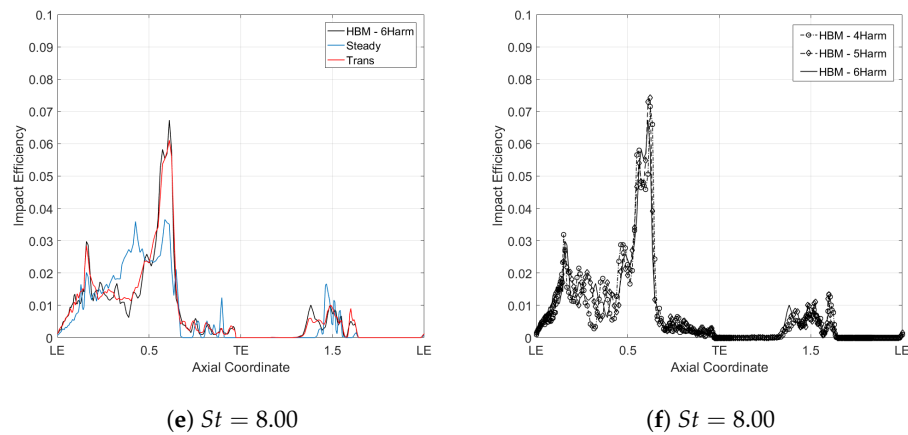 0.1
0.09
0.08
0.07
0.06
0.05
0.04
0.03
0.02
0.01
0
Impact Efficiency
LE
0.5
TE
1.5
LE
Axial Coordinate
HBM - 6Harm
Steady
Trans
(e) St = 8.00
0.1
0.09
0.08
0.07
0.06
0.05
0.04
0.03
0.02
0.01
0
Impact Efficiency
LE
0.5
TE
1.5
LE
Axial Coordinate
HBM - 4Harm
HBM - 5Harm
HBM - 6Harm
(f) St = 8.00